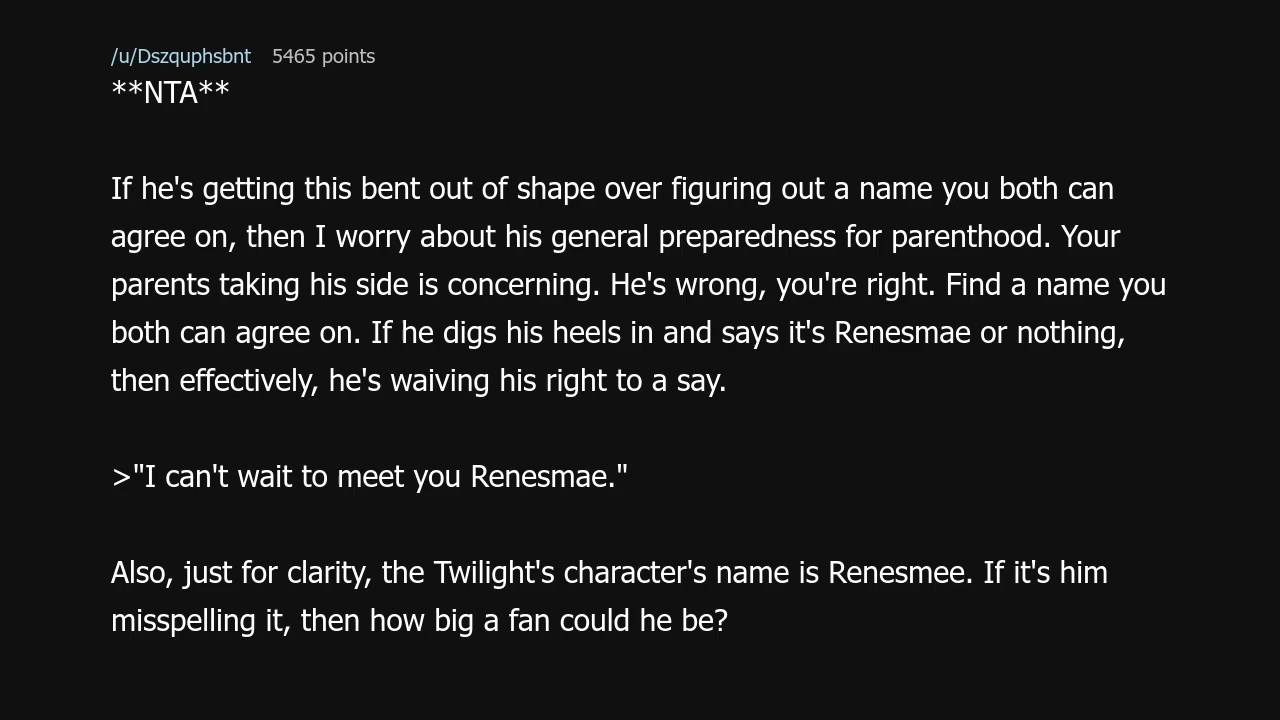 /u/Dszquphsbnt 5465 points
**NTA**
If he's getting this bent out of shape over figuring out a name you both can
agree on, then I worry about his general preparedness for parenthood. Your
parents taking his side is concerning. He's wrong, you're right. Find a name you
both can agree on. If he digs his heels in and says it's Renesmae or nothing,
then effectively, he's waiving his right to a say.
>"I can't wait to meet you Renesmae."
Also, just for clarity, the Twilight's character's name is Renesmee. If it's him
misspelling it, then how big a fan could he be?